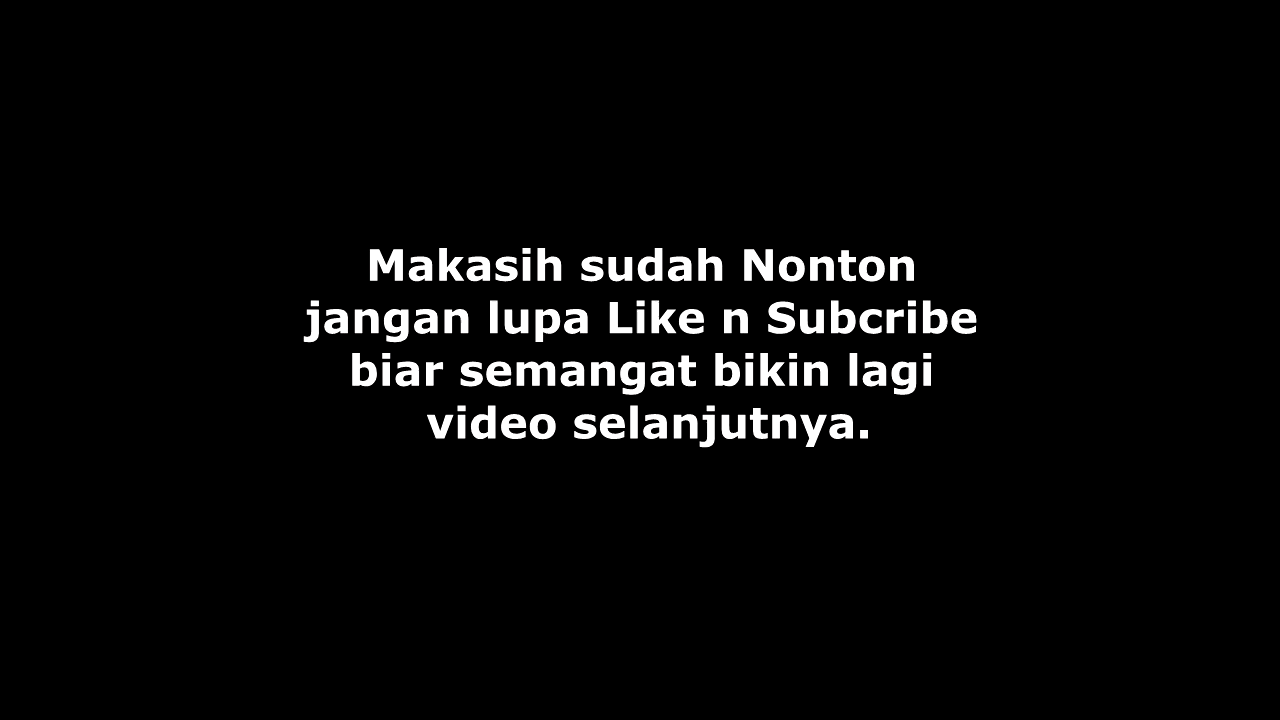 Makasih sudah Nonton
jangan lupa Like n Subcribe
biar semangat bikin lagi
video selanjutnya.